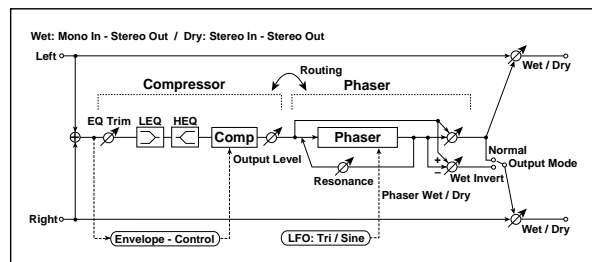 Wet: Mono In - Stereo Out / Dry: Stereo In - Stereo Out
Left
Wet / Dry
Routing
Compressor
Phaser
EQ Trim
LEQ
HEQ
Comp
Phaser
Normal
Output Level
Output Mode
+
−
Wet Invert
Resonance
Phaser Wet / Dry
Right
Wet / Dry
Envelope - Control
LFO: Tri / Sine